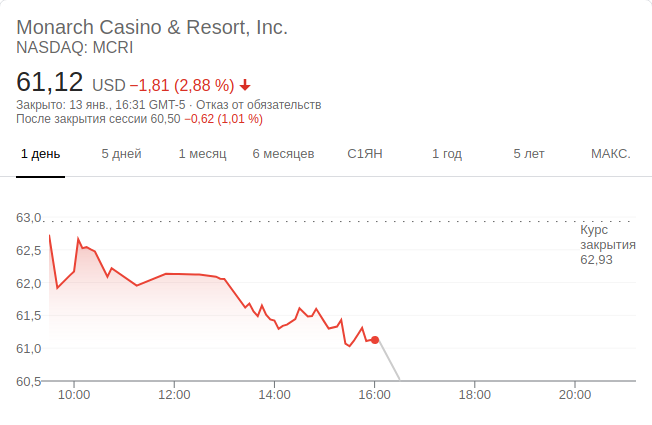 Monarch Casino & Resort, Inc.
NASDAQ: MCRI
61,12 USD −1,81 (2,88 %)
Закрыто: 13 янв., 16:31 GMT-5 · Отказ от обязательств
После закрытия сессии 60,50 −0,62 (1,01 %)
1 день 5 дней 1 месяц 6 месяцев С1ЯН 1 год 5 лет МАКС.
63,0
Курс
закрытия
62,93
62,5
62,0
61,5
61,0
60,5
10:00 12:00 14:00 16:00 18:00 20:00